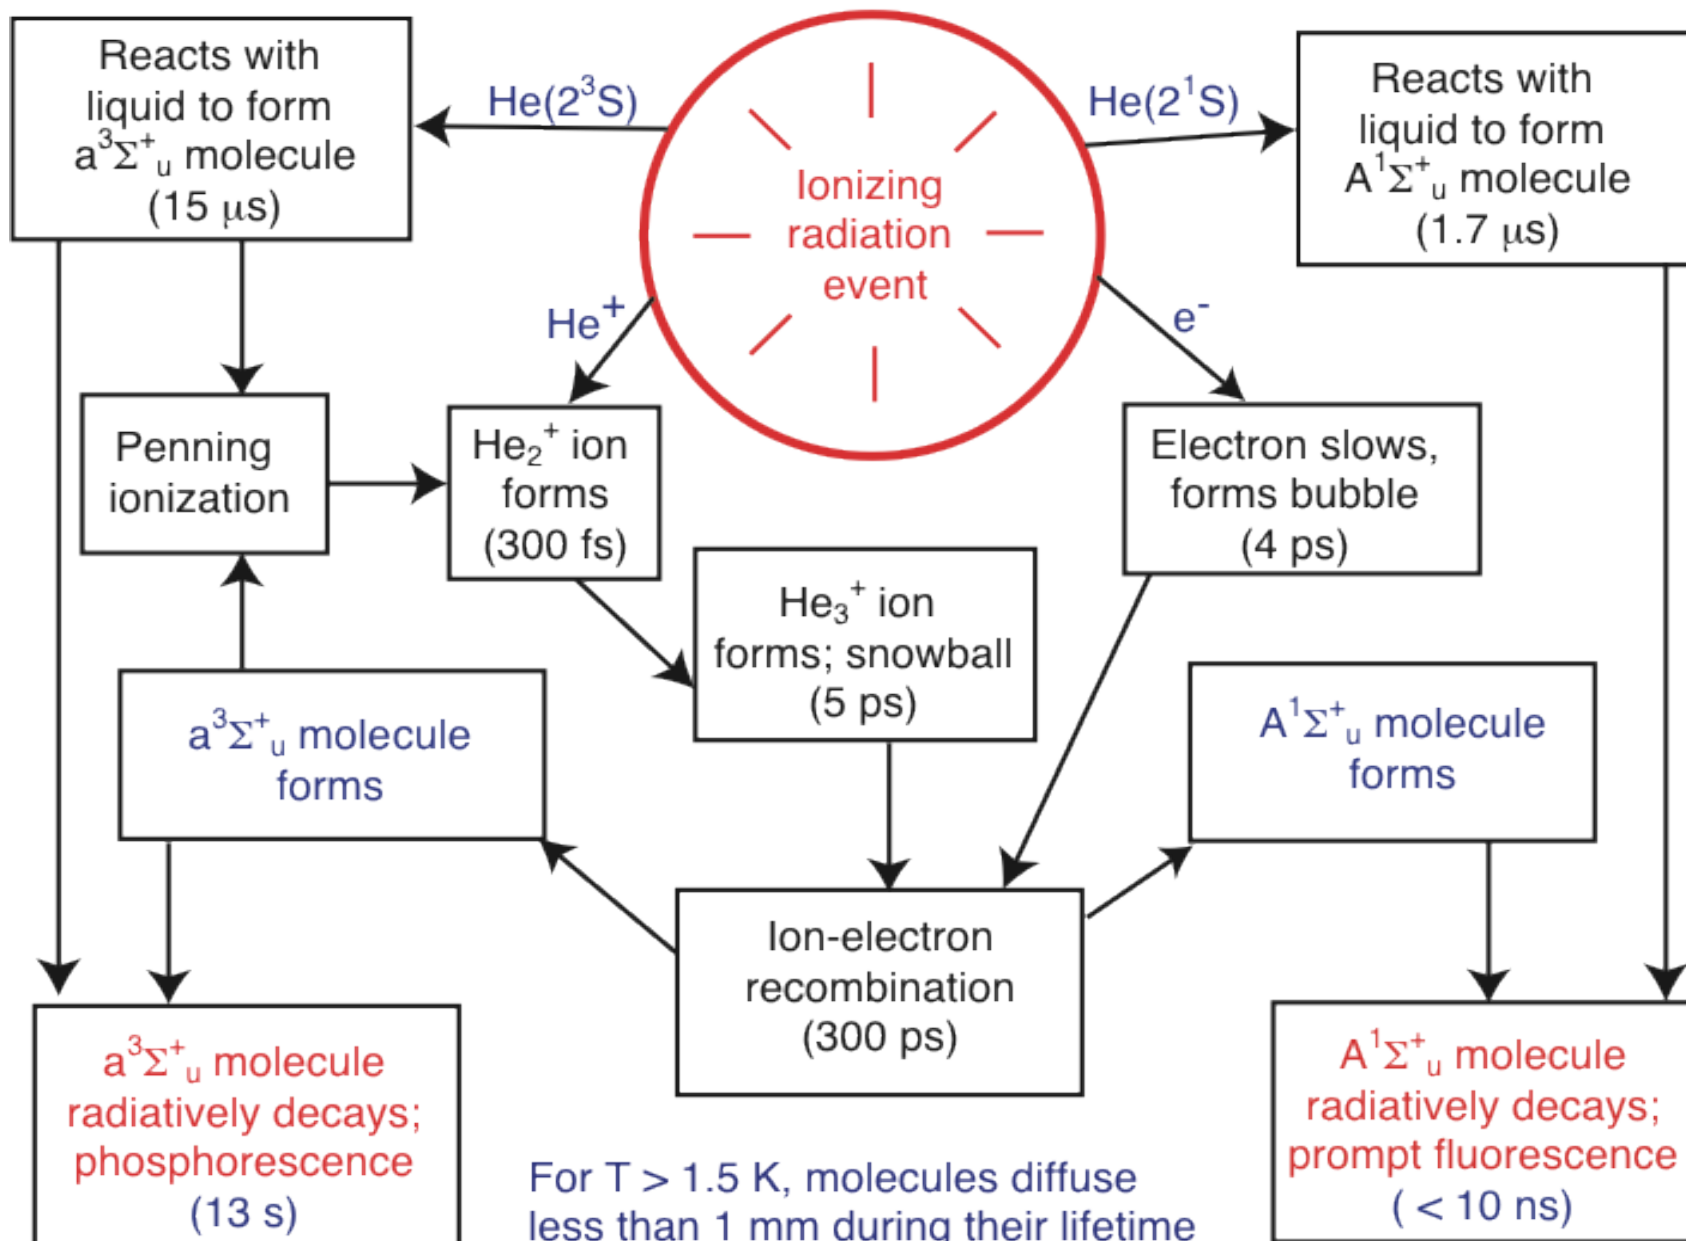 Reacts with
liquid to form
a³Σ⁺ᵤ molecule
(15 μs)
He(2³S)
Ionizing
radiation
event
He(2¹S)
Reacts with
liquid to form
A¹Σ⁺ᵤ molecule
(1.7 μs)
He⁺
e⁻
Penning
ionization
He₂⁺ ion
forms
(300 fs)
Electron slows,
forms bubble
(4 ps)
He₃⁺ ion
forms; snowball
(5 ps)
a³Σ⁺ᵤ molecule
forms
A¹Σ⁺ᵤ molecule
forms
Ion-electron
recombination
(300 ps)
a³Σ⁺ᵤ molecule
radiatively decays;
phosphorescence
(13 s)
For T > 1.5 K, molecules diffuse
less than 1 mm during their lifetime
A¹Σ⁺ᵤ molecule
radiatively decays;
prompt fluorescence
( < 10 ns)